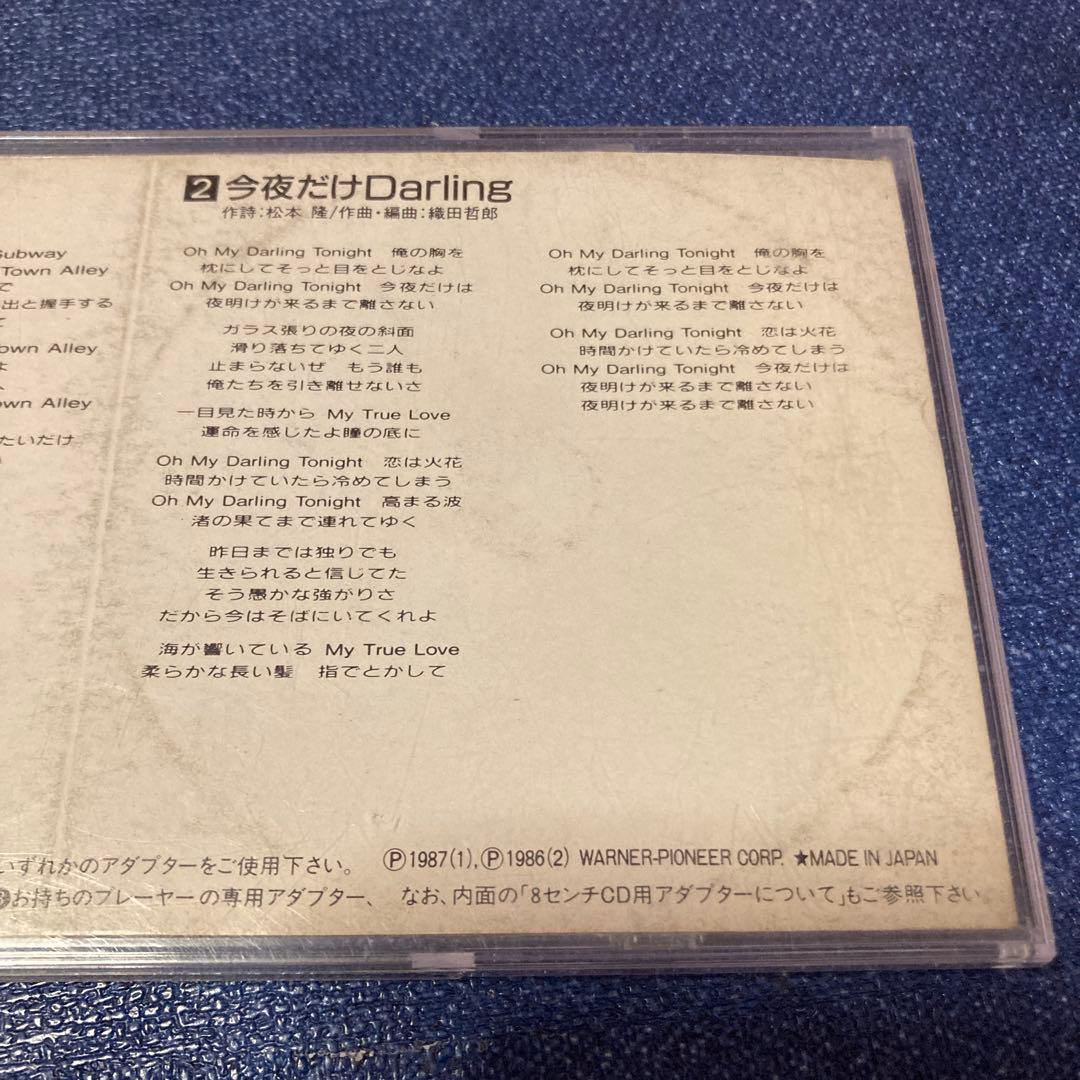 Subway
Town Alley
で
出と握手する
て
Town Alley
よ
Town Alley
たいだけ
2 今夜だけDarling
作詩:松本 隆/作曲・編曲:織田哲郎
Oh My Darling Tonight 俺の胸を
枕にしてそっと目をとじなよ
Oh My Darling Tonight 今夜だけは
夜明けが来るまで離さない
ガラス張りの夜の斜面
滑り落ちてゆく二人
止まらないぜ もう誰も
俺たちを引き離せないさ
一目見た時から My True Love
運命を感じたよ瞳の底に
Oh My Darling Tonight 恋は火花
時間かけていたら冷めてしまう
Oh My Darling Tonight 高まる波
渚の果てまで連れてゆく
昨日までは独りでも
生きられると信じてた
そう愚かな強がりさ
だから今はそばにいてくれよ
海が響いている My True Love
柔らかな長い髪 指でとかして
Oh My Darling Tonight 俺の胸を
枕にしてそっと目をとじなよ
Oh My Darling Tonight 今夜だけは
夜明けが来るまで離さない
Oh My Darling Tonight 恋は火花
時間かけていたら冷めてしまう
Oh My Darling Tonight 今夜だけは
夜明けが来るまで離さない
夜明けが来るまで離さない
いずれかのアダプターをご使用下さい。 Ⓟ1987(1),Ⓟ1986(2) WARNER-PIONEER CORP. ★MADE IN JAPAN
❸お持ちのプレーヤーの専用アダプター、 なお、内面の「8センチCD用アダプターについて」もご参照下さい。